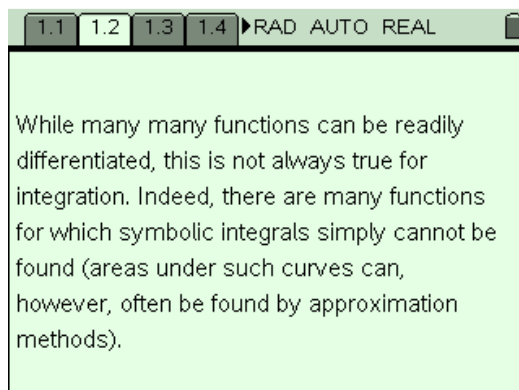 1.1 1.2 1.3 1.4 RAD AUTO REAL
While many many functions can be readily
differentiated, this is not always true for
integration. Indeed, there are many functions
for which symbolic integrals simply cannot be
found (areas under such curves can,
however, often be found by approximation
methods).